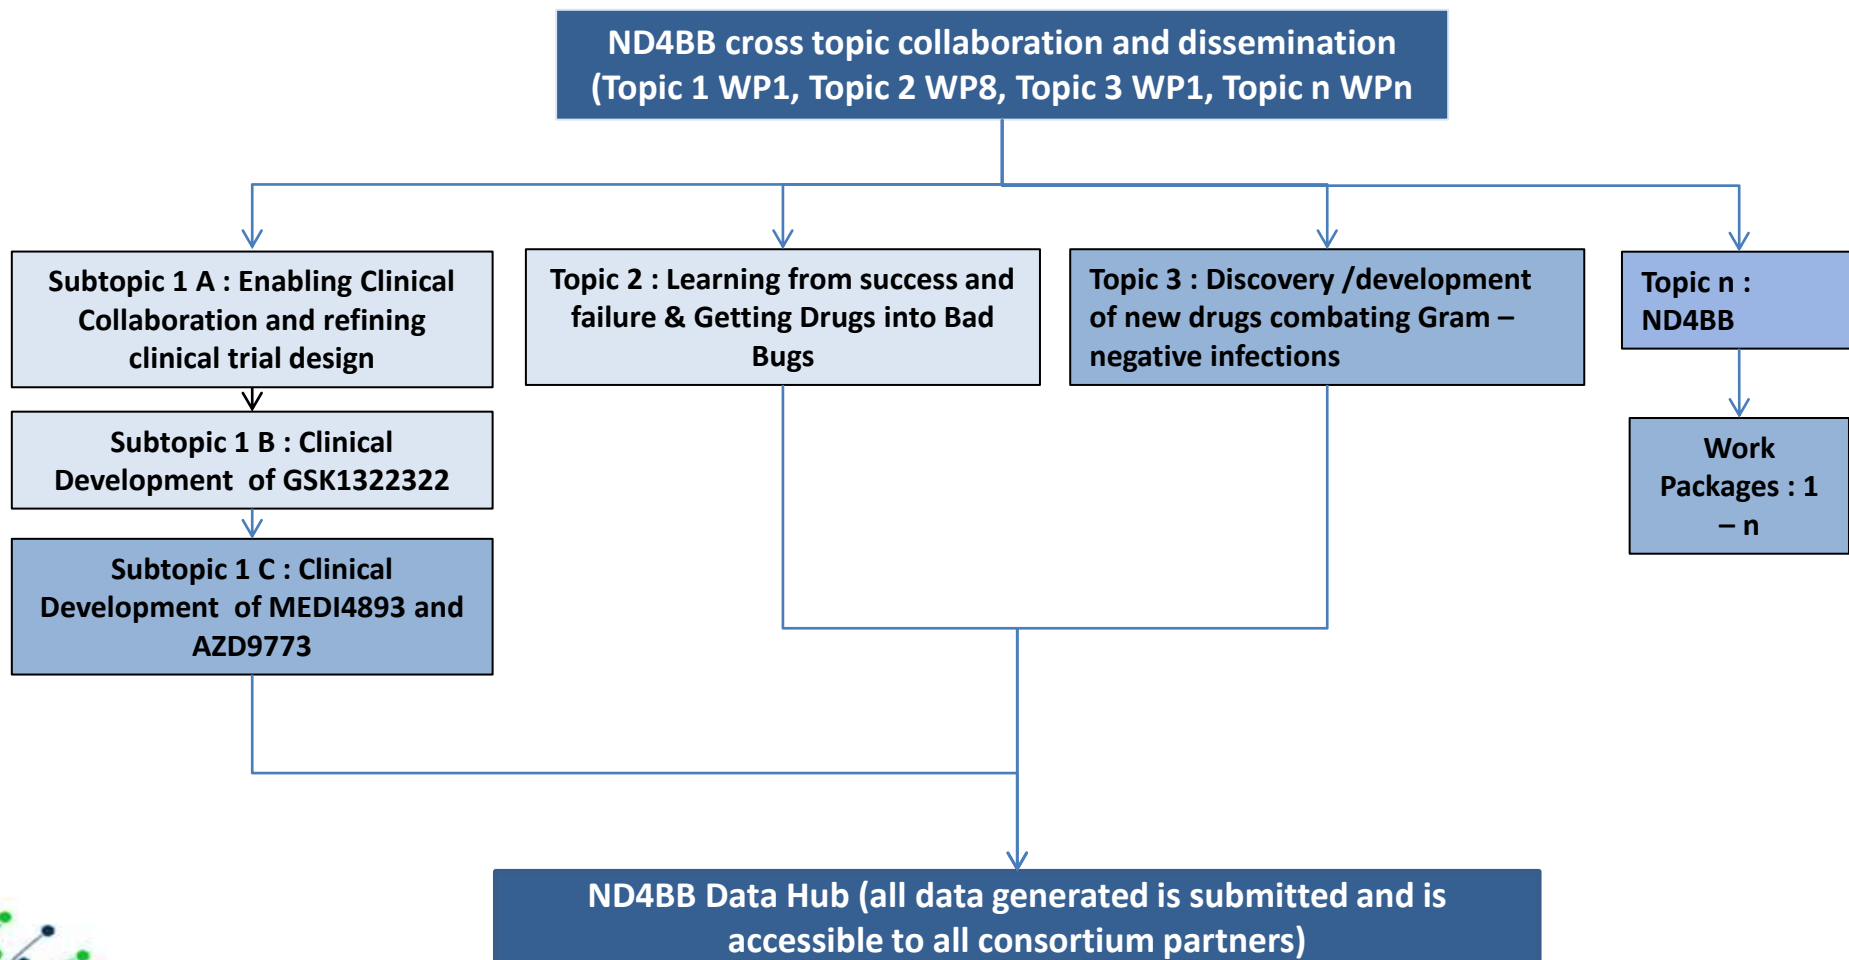 ND4BB cross topic collaboration and dissemination
(Topic 1 WP1, Topic 2 WP8, Topic 3 WP1, Topic n WPn
Subtopic 1 A : Enabling Clinical
Collaboration and refining
clinical trial design
Subtopic 1 B : Clinical
Development of GSK1322322
Subtopic 1 C : Clinical
Development of MEDI4893 and
AZD9773
Topic 2 : Learning from success and
failure & Getting Drugs into Bad
Bugs
Topic 3 : Discovery /development
of new drugs combating Gram –
negative infections
Topic n :
ND4BB
Work
Packages : 1
– n
ND4BB Data Hub (all data generated is submitted and is
accessible to all consortium partners)